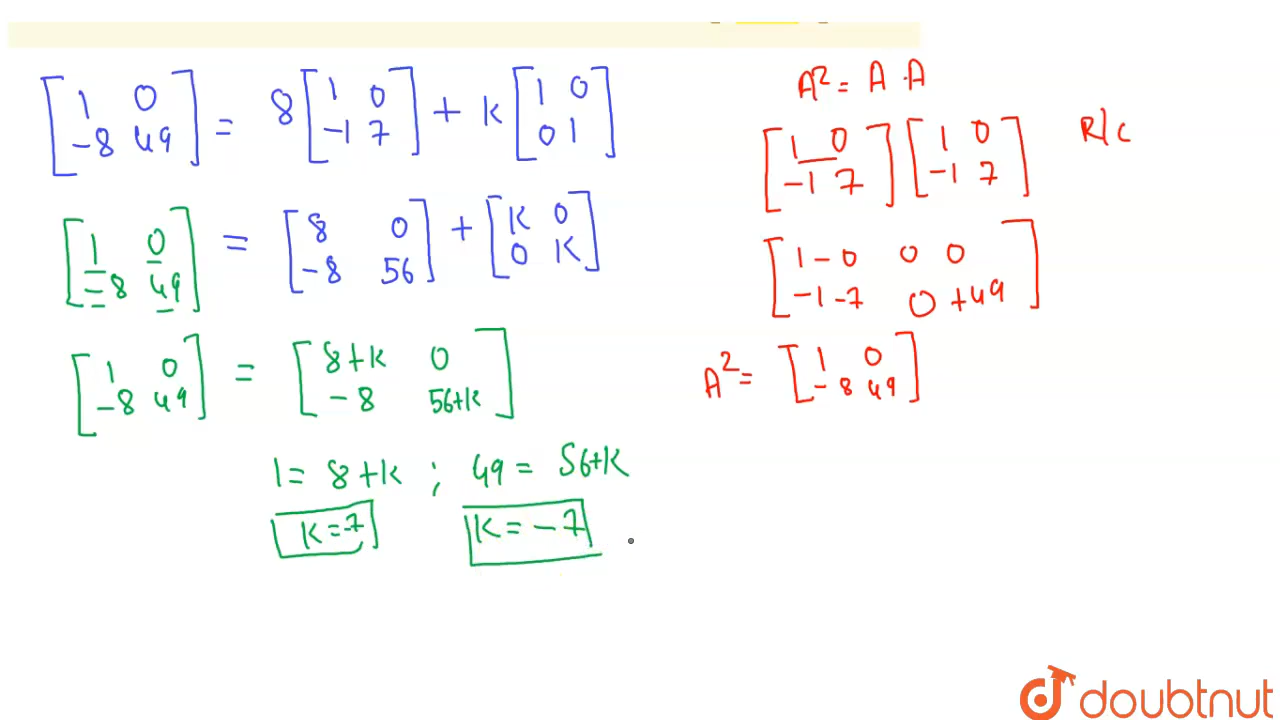 [1 0] = 8[1 0] + K[1 0]
[-8 49] [-1 7] [0 1]
[1 0] = [8 0] + [K 0]
[-8 49] [-8 56] [0 K]
[1 0] = [8+K 0]
[-8 49] [-8 56+K]
1 = 8+K ; 49 = 56+K
K=-7 K = -7
A² = A . A
[1 0] [1 0] R/C
[-1 7] [-1 7]
[1-0 0 0]
[-1-7 0+49]
A² = [1 0]
[-8 49]
doubtnut